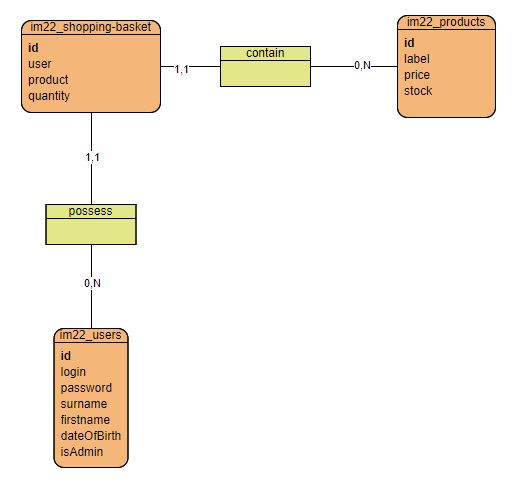 im22_shopping-basket
id
user
product
quantity
1,1
contain
0,N
im22_products
id
label
price
stock
1,1
possess
0,N
im22_users
id
login
password
surname
firstname
dateOfBirth
isAdmin